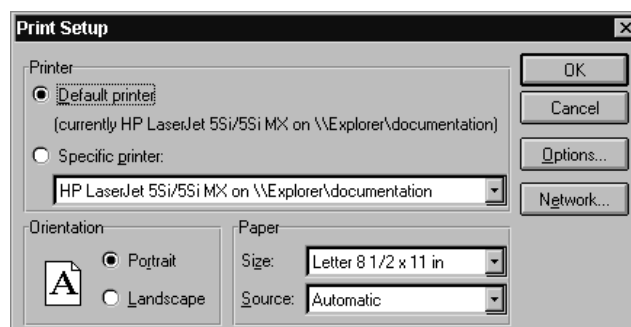 Print Setup
Printer
Default printer
(currently HP LaserJet 5Si/5Si MX on \\Explorer\documentation)
Specific printer:
HP LaserJet 5Si/5Si MX on \\Explorer\documentation
OK
Cancel
Options...
Network...
Orientation
A
Portrait
Landscape
Paper
Size: Letter 8 1/2 x 11 in
Source: Automatic